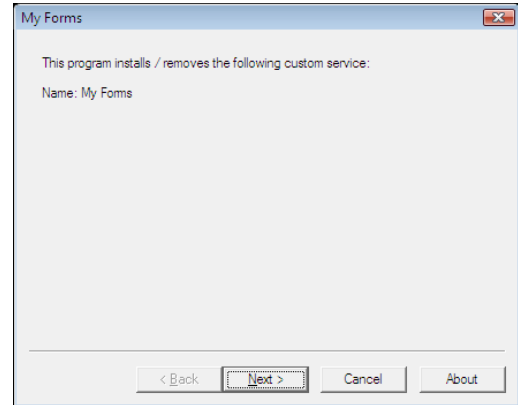 My Forms
This program installs / removes the following custom service:
Name: My Forms
< Back Next > Cancel About